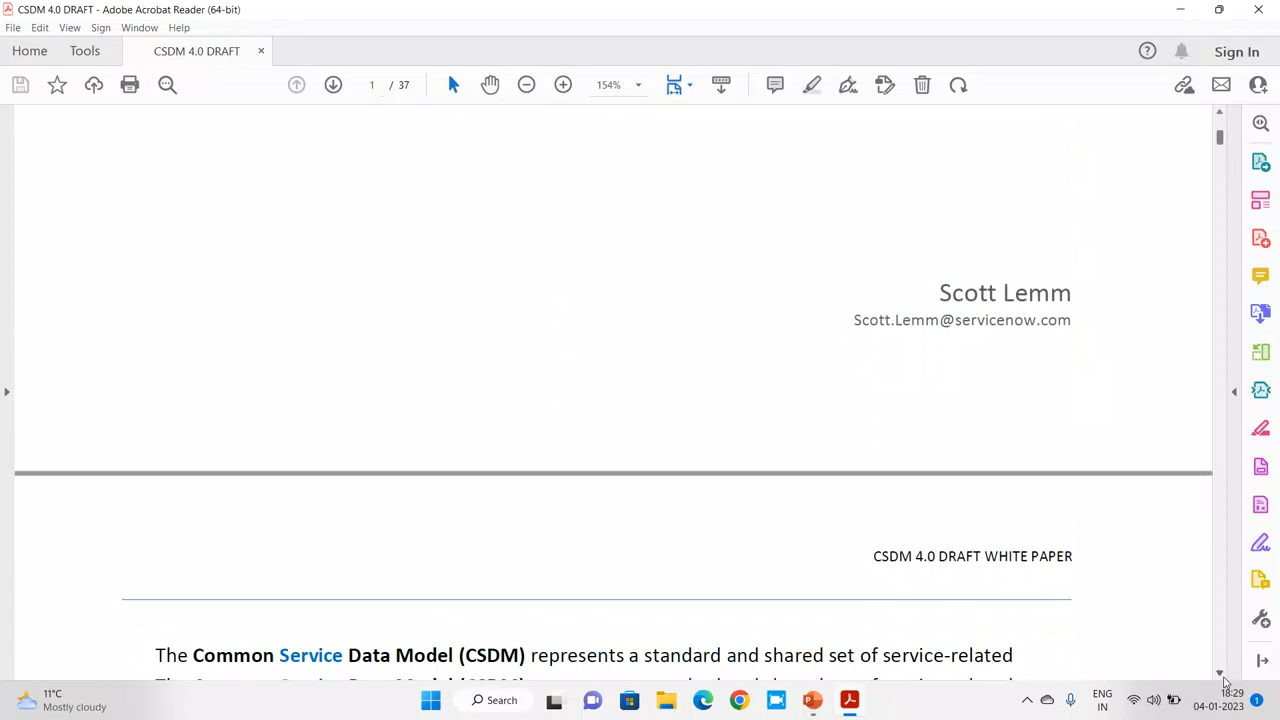 CSDM 4.0 DRAFT - Adobe Acrobat Reader (64-bit)
File Edit View Sign Window Help
Home Tools CSDM 4.0 DRAFT × Sign In
1 / 37 154%
Scott Lemm
Scott.Lemm@servicenow.com
CSDM 4.0 DRAFT WHITE PAPER
The Common Service Data Model (CSDM) represents a standard and shared set of service-related
11°C
Mostly cloudy
Search
ENG
IN
18:29
04-01-2023
1